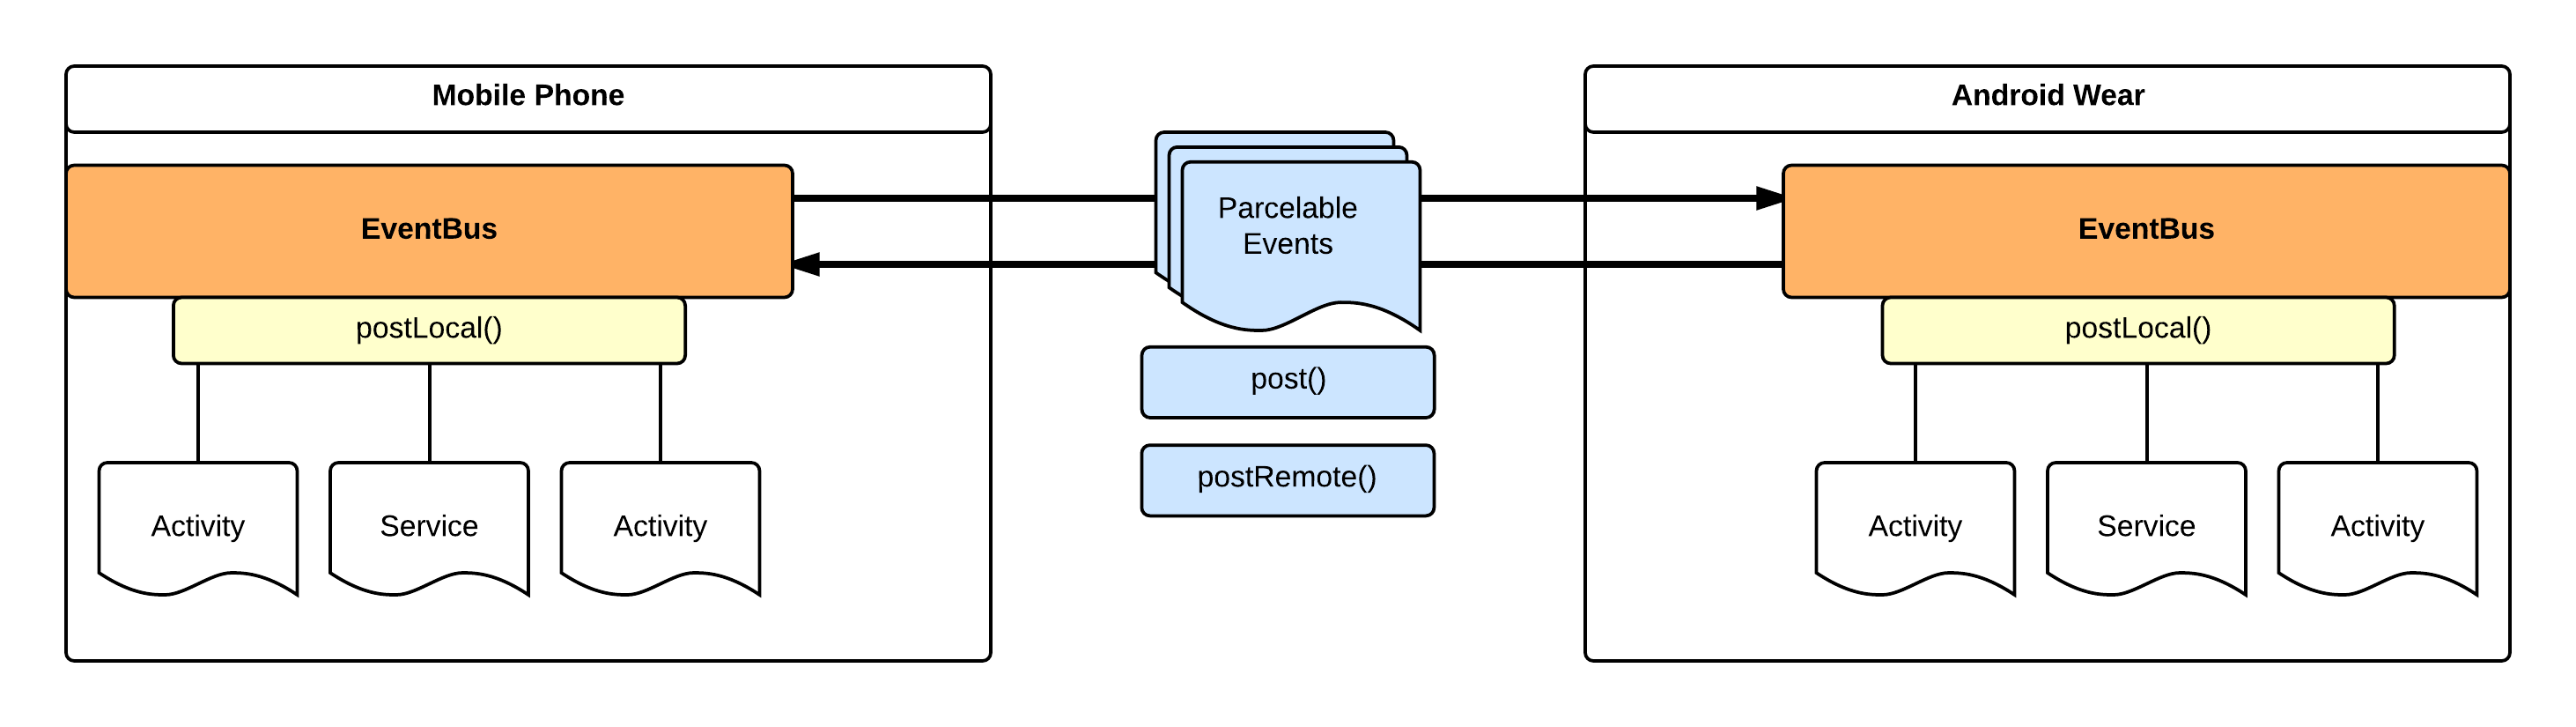 Mobile Phone
EventBus
postLocal()
Activity
Service
Activity
Parcelable
Events
post()
postRemote()
Android Wear
EventBus
postLocal()
Activity
Service
Activity